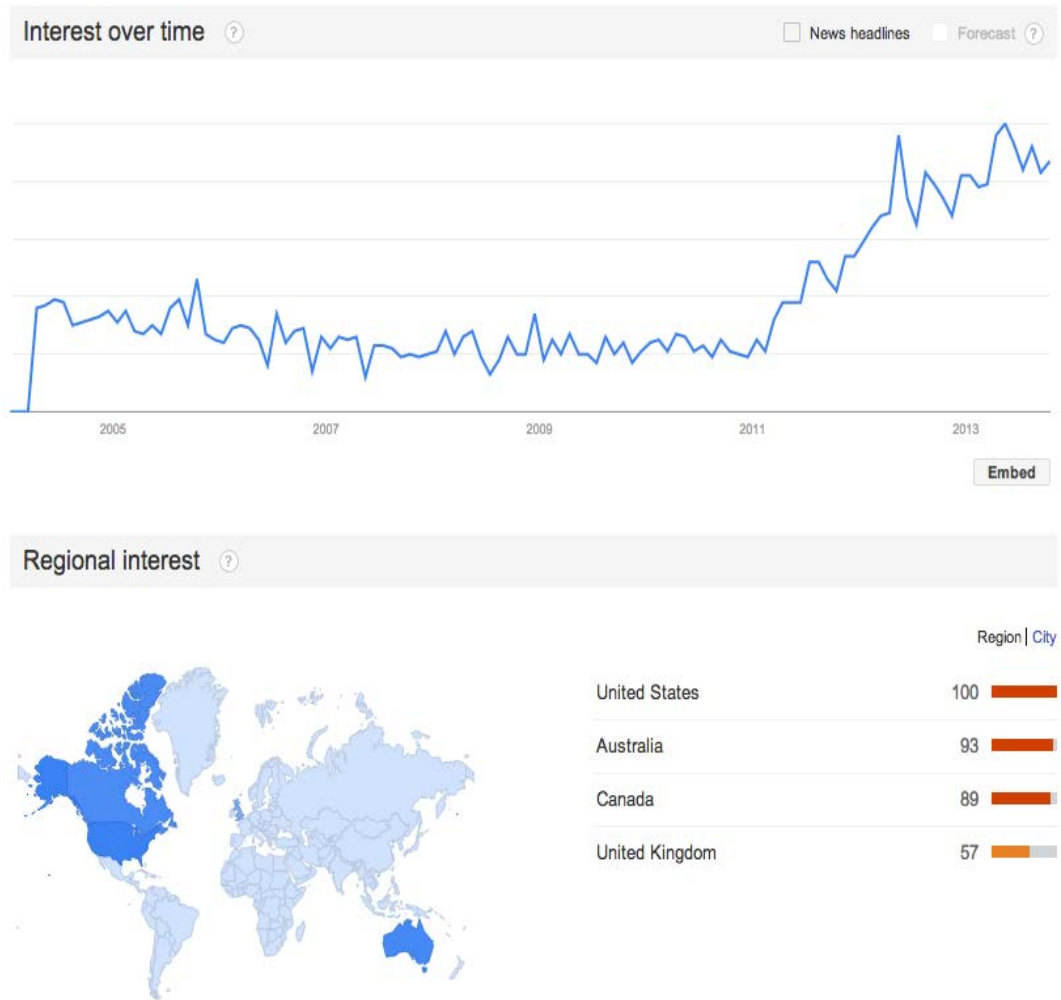 Interest over time ?
News headlines Forecast ?
2005 2007 2009 2011 2013
Embed
Regional interest ?
Region | City
United States 100
Australia 93
Canada 89
United Kingdom 57